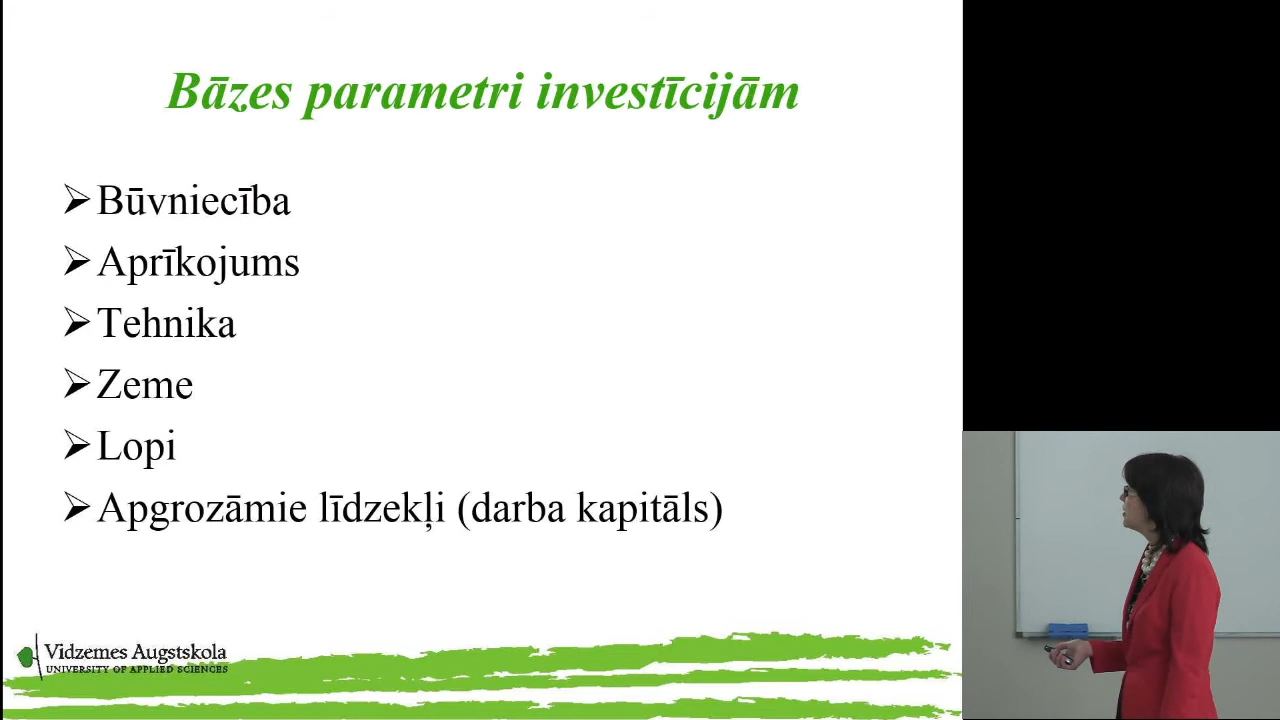 Bāzes parametri investīcijām
Būvniecība
Aprīkojums
Tehnika
Zeme
Lopi
Apgrozāmie līdzekļi (darba kapitāls)
Vidzemes Augstskola
UNIVERSITY OF APPLIED SCIENCES